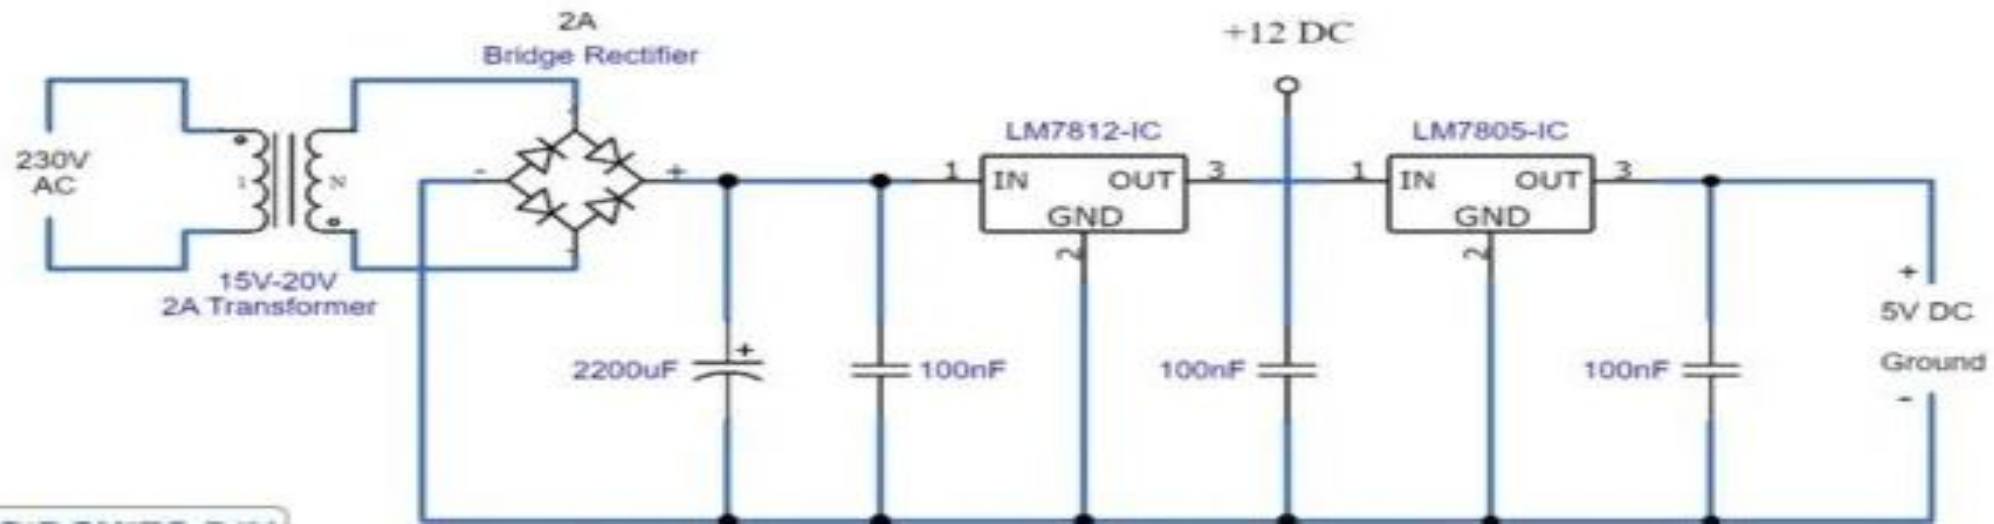 2A
Bridge Rectifier
+12 DC
230V
AC
1
N
15V-20V
2A Transformer
-
+
LM7812-IC
1
IN
OUT
3
GND
2
LM7805-IC
1
IN
OUT
3
GND
2
+
2200uF
100nF
100nF
100nF
+
5V DC
Ground
-